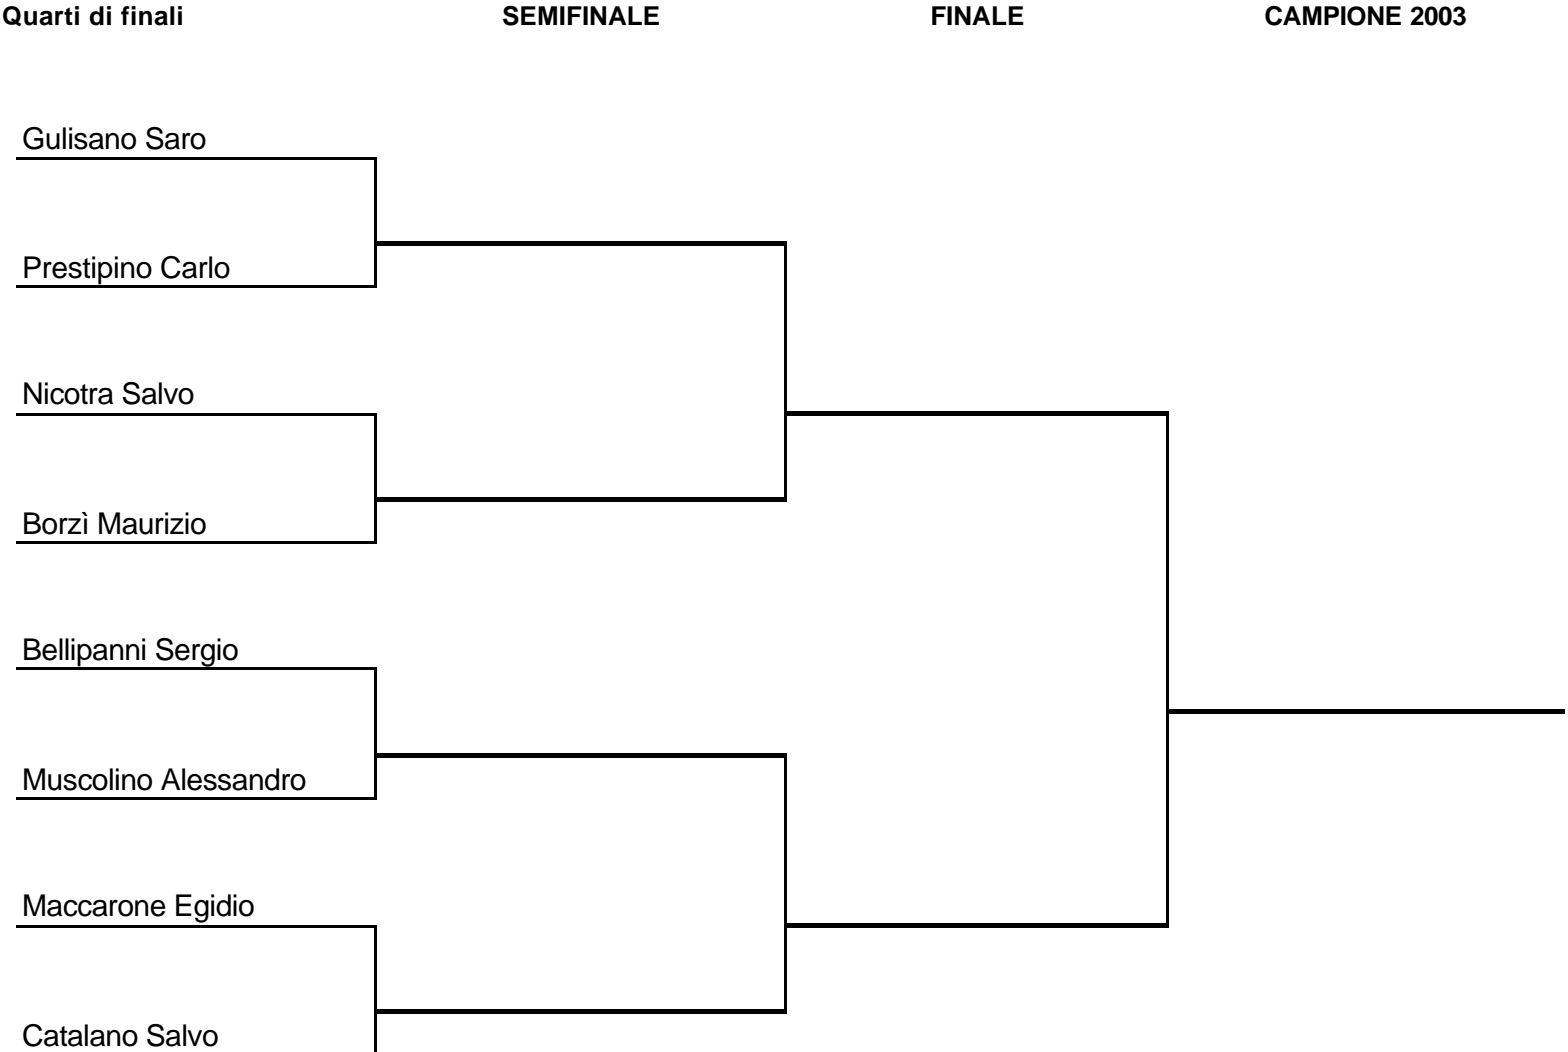 Quarti di finali SEMIFINALE FINALE CAMPIONE 2003
Gulisano Saro
Prestipino Carlo
Nicotra Salvo
Borzì Maurizio
Bellipanni Sergio
Muscolino Alessandro
Maccarone Egidio
Catalano Salvo